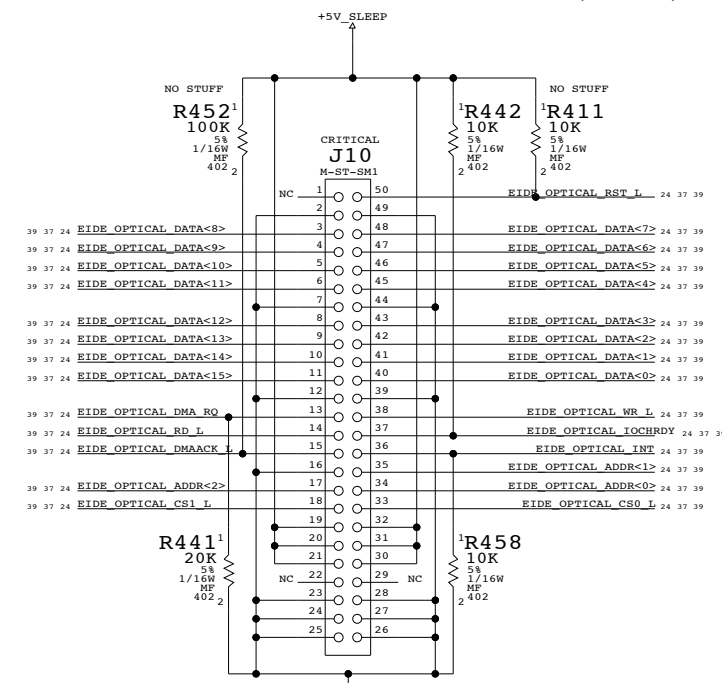 +5V_SLEEP
NO STUFF
NO STUFF
R452 1
100K
5%
1/16W
MF
402
2
1 R442
10K
5%
1/16W
MF
2 402
1 R411
10K
5%
1/16W
MF
2 402
CRITICAL
J10
M-ST-SM1
NC 1 50 EIDE_OPTICAL_RST_L 24 37 39
2 49
39 37 24 EIDE_OPTICAL_DATA<8> 3 48 EIDE_OPTICAL_DATA<7> 24 37 39
39 37 24 EIDE_OPTICAL_DATA<9> 4 47 EIDE_OPTICAL_DATA<6> 24 37 39
39 37 24 EIDE_OPTICAL_DATA<10> 5 46 EIDE_OPTICAL_DATA<5> 24 37 39
39 37 24 EIDE_OPTICAL_DATA<11> 6 45 EIDE_OPTICAL_DATA<4> 24 37 39
7 44
39 37 24 EIDE_OPTICAL_DATA<12> 8 43 EIDE_OPTICAL_DATA<3> 24 37 39
39 37 24 EIDE_OPTICAL_DATA<13> 9 42 EIDE_OPTICAL_DATA<2> 24 37 39
39 37 24 EIDE_OPTICAL_DATA<14> 10 41 EIDE_OPTICAL_DATA<1> 24 37 39
39 37 24 EIDE_OPTICAL_DATA<15> 11 40 EIDE_OPTICAL_DATA<0> 24 37 39
12 39
39 37 24 EIDE_OPTICAL_DMA_RQ 13 38 EIDE_OPTICAL_WR_L 24 37 39
39 37 24 EIDE_OPTICAL_RD_L 14 37 EIDE_OPTICAL_IOCHRDY 24 37 39
39 37 24 EIDE_OPTICAL_DMAACK_L 15 36 EIDE_OPTICAL_INT 24 37 39
16 35 EIDE_OPTICAL_ADDR<1> 24 37 39
39 37 24 EIDE_OPTICAL_ADDR<2> 17 34 EIDE_OPTICAL_ADDR<0> 24 37 39
39 37 24 EIDE_OPTICAL_CS1_L 18 33 EIDE_OPTICAL_CS0_L 24 37 39
19 32
20 31
21 30
NC 22 29 NC
23 28
24 27
25 26
R441 1
20K
5%
1/16W
MF
402 2
1 R458
10K
5%
1/16W
MF
2 402